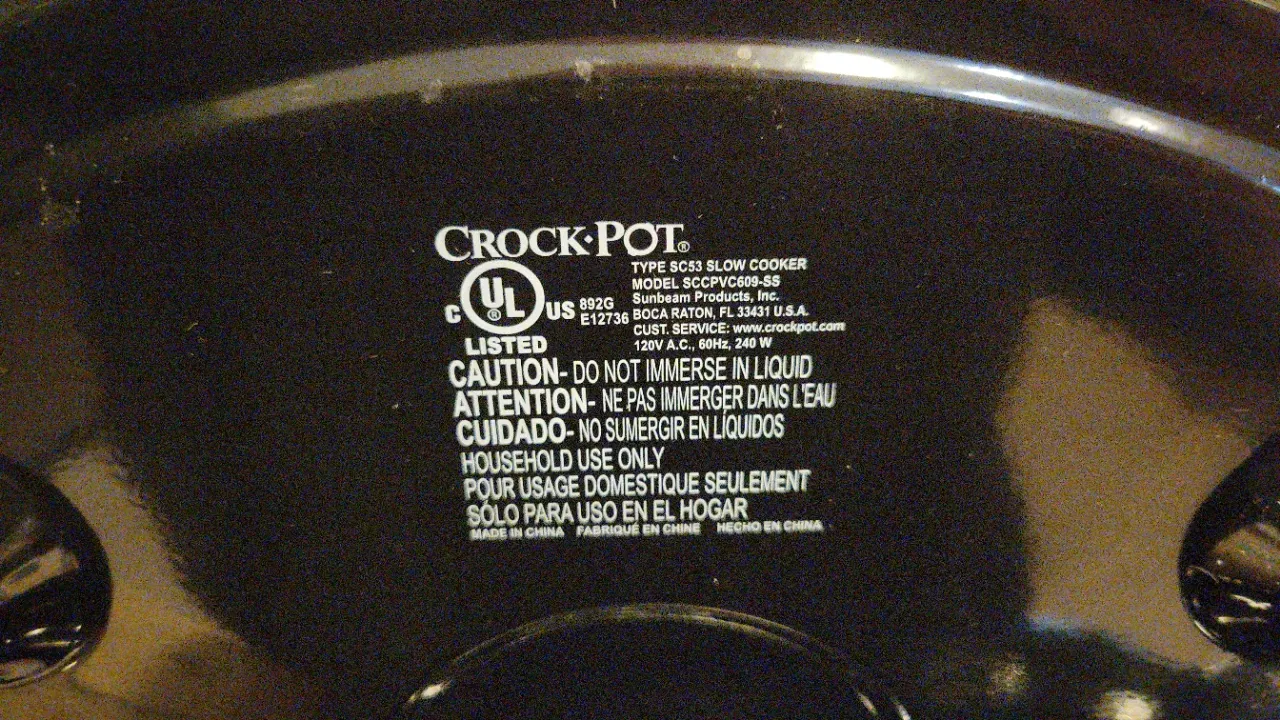 CROCK•POT®
TYPE SC53 SLOW COOKER
MODEL SCCPVC609-SS
Sunbeam Products, Inc.
BOCA RATON, FL 33431 U.S.A.
CUST. SERVICE: www.crockpot.com
120V A.C., 60Hz, 240 W
C UL® US 892G
E12736
LISTED
CAUTION- DO NOT IMMERSE IN LIQUID
ATTENTION- NE PAS IMMERGER DANS L'EAU
CUIDADO- NO SUMERGIR EN LÍQUIDOS
HOUSEHOLD USE ONLY
POUR USAGE DOMESTIQUE SEULEMENT
SÓLO PARA USO EN EL HOGAR
MADE IN CHINA FABRIQUÉ EN CHINE HECHO EN CHINA